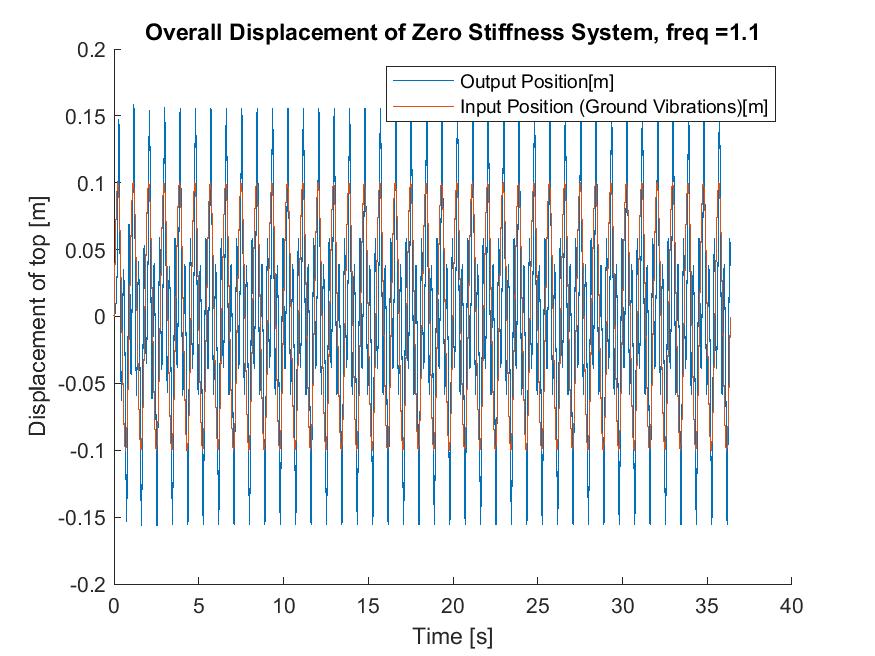 Overall Displacement of Zero Stiffness System, freq =1.1
Output Position[m]
Input Position (Ground Vibrations)[m]
Displacement of top [m]
0.2
0.15
0.1
0.05
0
-0.05
-0.1
-0.15
-0.2
0 5 10 15 20 25 30 35 40
Time [s]